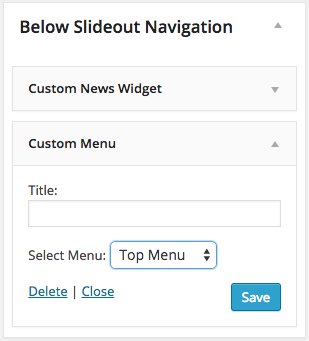 Below Slideout Navigation
Custom News Widget
Custom Menu
Title:
Select Menu: Top Menu
Delete | Close Save